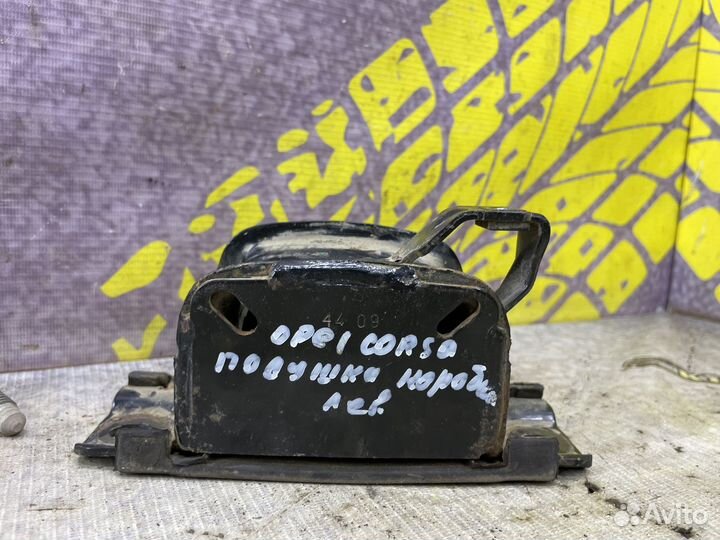 44 09
OPEL CORSA
подушка коробки
лев
Avito